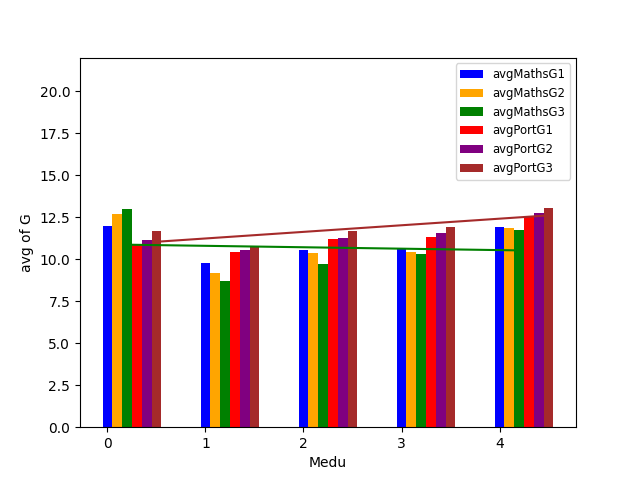 avgMathsG1
avgMathsG2
avgMathsG3
avgPortG1
avgPortG2
avgPortG3
20.0
17.5
15.0
12.5
10.0
7.5
5.0
2.5
0.0
avg of G
0 1 2 3 4
Medu